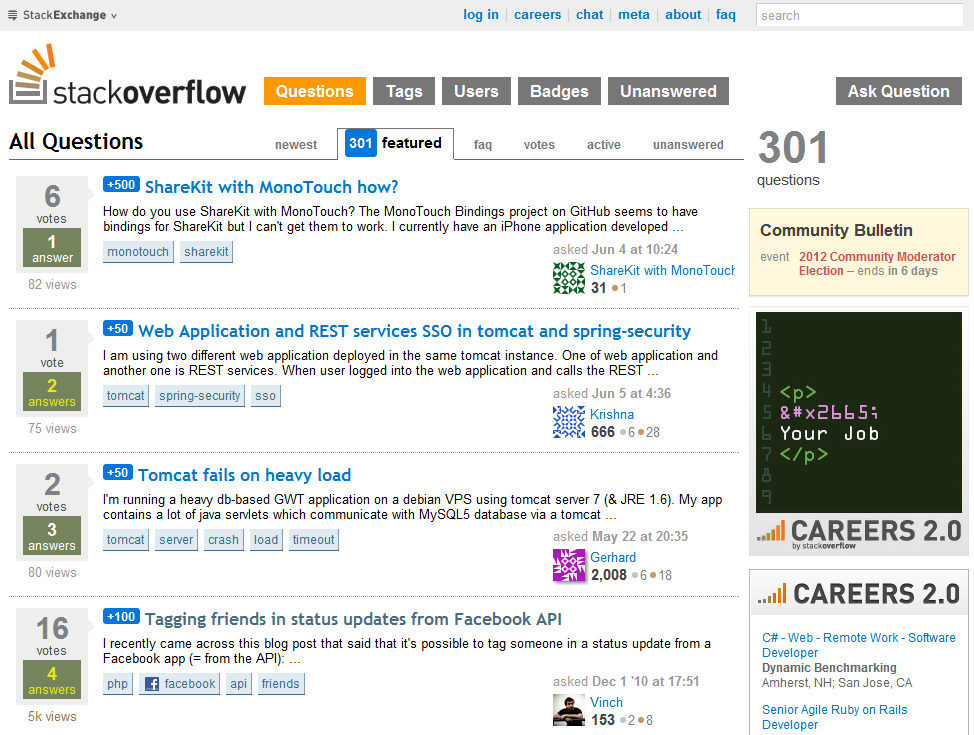 StackExchange
log in | careers | chat | meta | about | faq
search
stackoverflow
Questions
Tags
Users
Badges
Unanswered
Ask Question
All Questions
newest
301 featured
faq
votes
active
unanswered
6
votes
1
answer
82 views
+500 ShareKit with MonoTouch how?
How do you use ShareKit with MonoTouch? The MonoTouch Bindings project on GitHub seems to have
bindings for ShareKit but I can't get them to work. I currently have an iPhone application developed ...
monotouch sharekit
asked Jun 4 at 10:24
ShareKit with MonoTouch
31 ●1
1
vote
2
answers
75 views
+50 Web Application and REST services SSO in tomcat and spring-security
I am using two different web application deployed in the same tomcat instance. One of web application and
another one is REST services. When user logged into the web application and calls the REST ...
tomcat spring-security sso
asked Jun 5 at 4:36
Krishna
666 ●6 ●28
2
votes
3
answers
80 views
+50 Tomcat fails on heavy load
I'm running a heavy db-based GWT application on a debian VPS using tomcat server 7 (& JRE 1.6). My app
contains a lot of java servlets which communicate with MySQL5 database via a tomcat ...
tomcat server crash load timeout
asked May 22 at 20:35
Gerhard
2,008 ●6 ●18
16
votes
4
answers
5k views
+100 Tagging friends in status updates from Facebook API
I recently came across this blog post that said that it's possible to tag someone in a status update from a
Facebook app (= from the API): ...
php facebook api friends
asked Dec 1 '10 at 17:51
Vinch
153 ●2 ●8
301
questions
Community Bulletin
event 2012 Community Moderator
Election – ends in 6 days
1
2
3
4 <p>
5 &#x2665;
6 Your Job
7 </p>
8
9
CAREERS 2.0
by stackoverflow
CAREERS 2.0
C# - Web - Remote Work - Software
Developer
Dynamic Benchmarking
Amherst, NH; San Jose, CA
Senior Agile Ruby on Rails
Developer